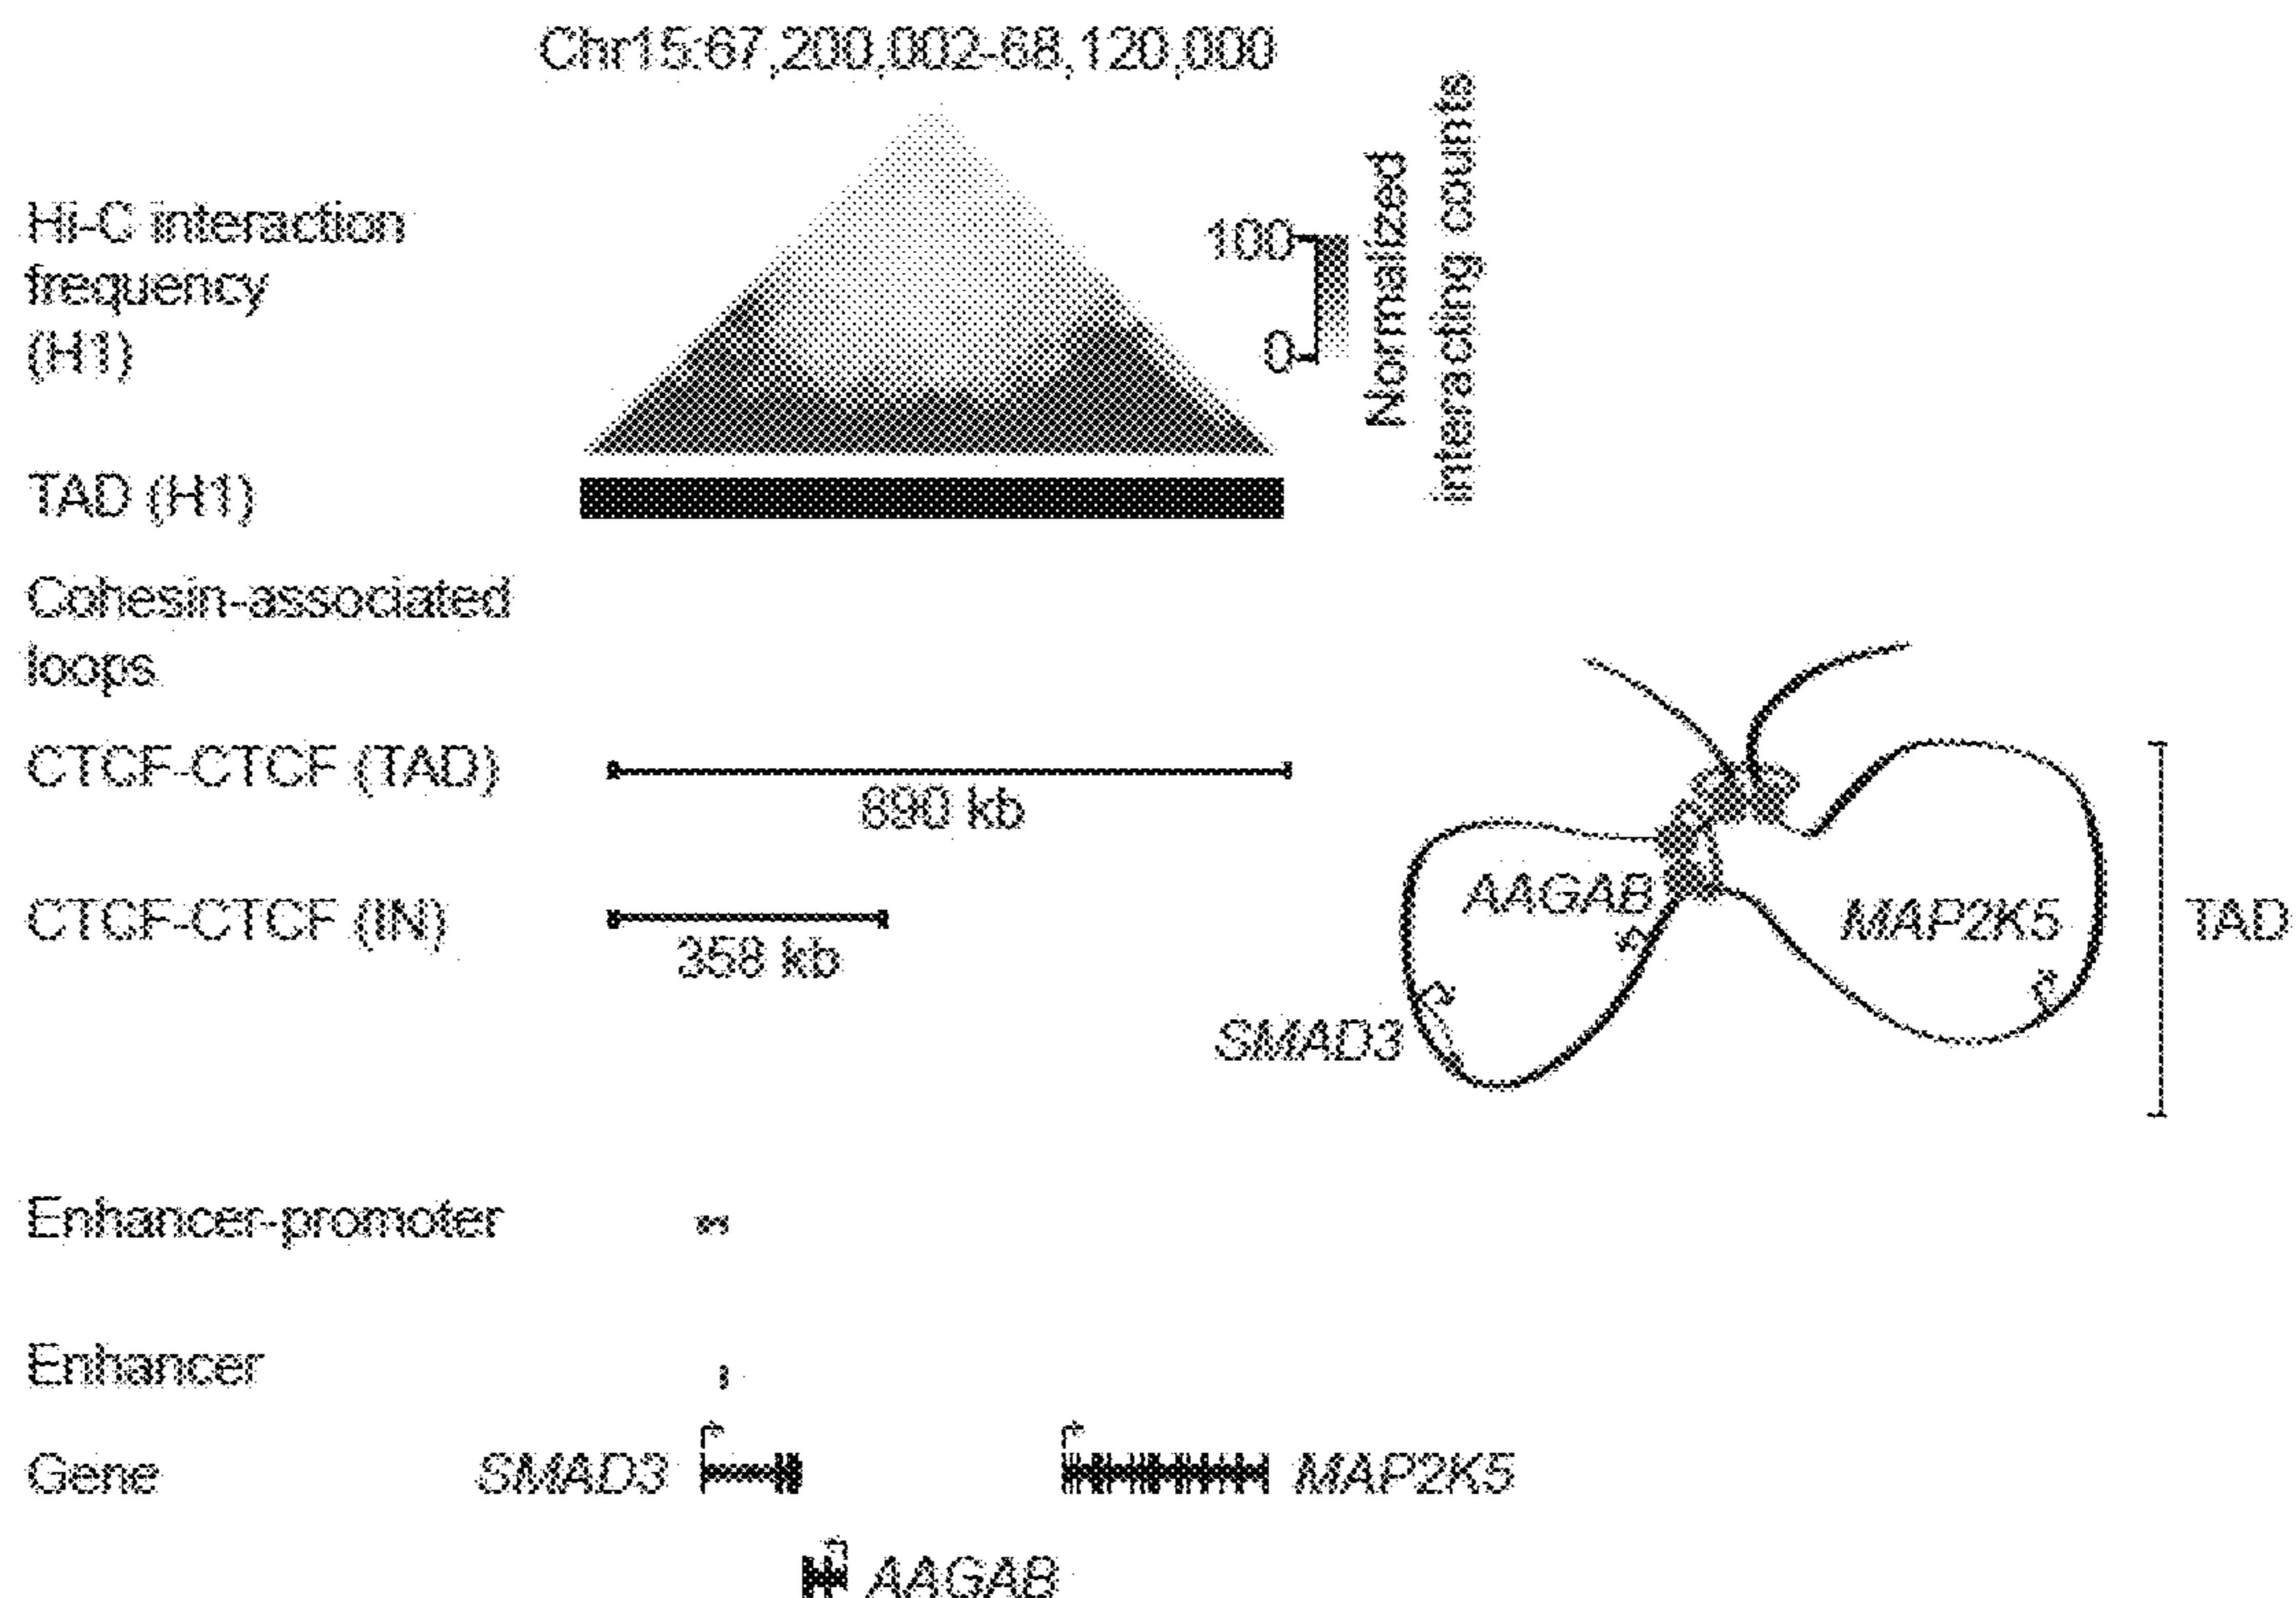 Chr15:67,200,002-68,120,000
Hi-C interaction
frequency
(H1)
100
0
Normalized
interacting counts
TAD (H1)
Cohesin-associated
loops
CTCF-CTCF (TAD)
890 kb
CTCF-CTCF (IN)
358 kb
AAGAB
MAP2K5
SMAD3
TAD
Enhancer-promoter
Enhancer
Gene
SMAD3
MAP2K5
AAGAB